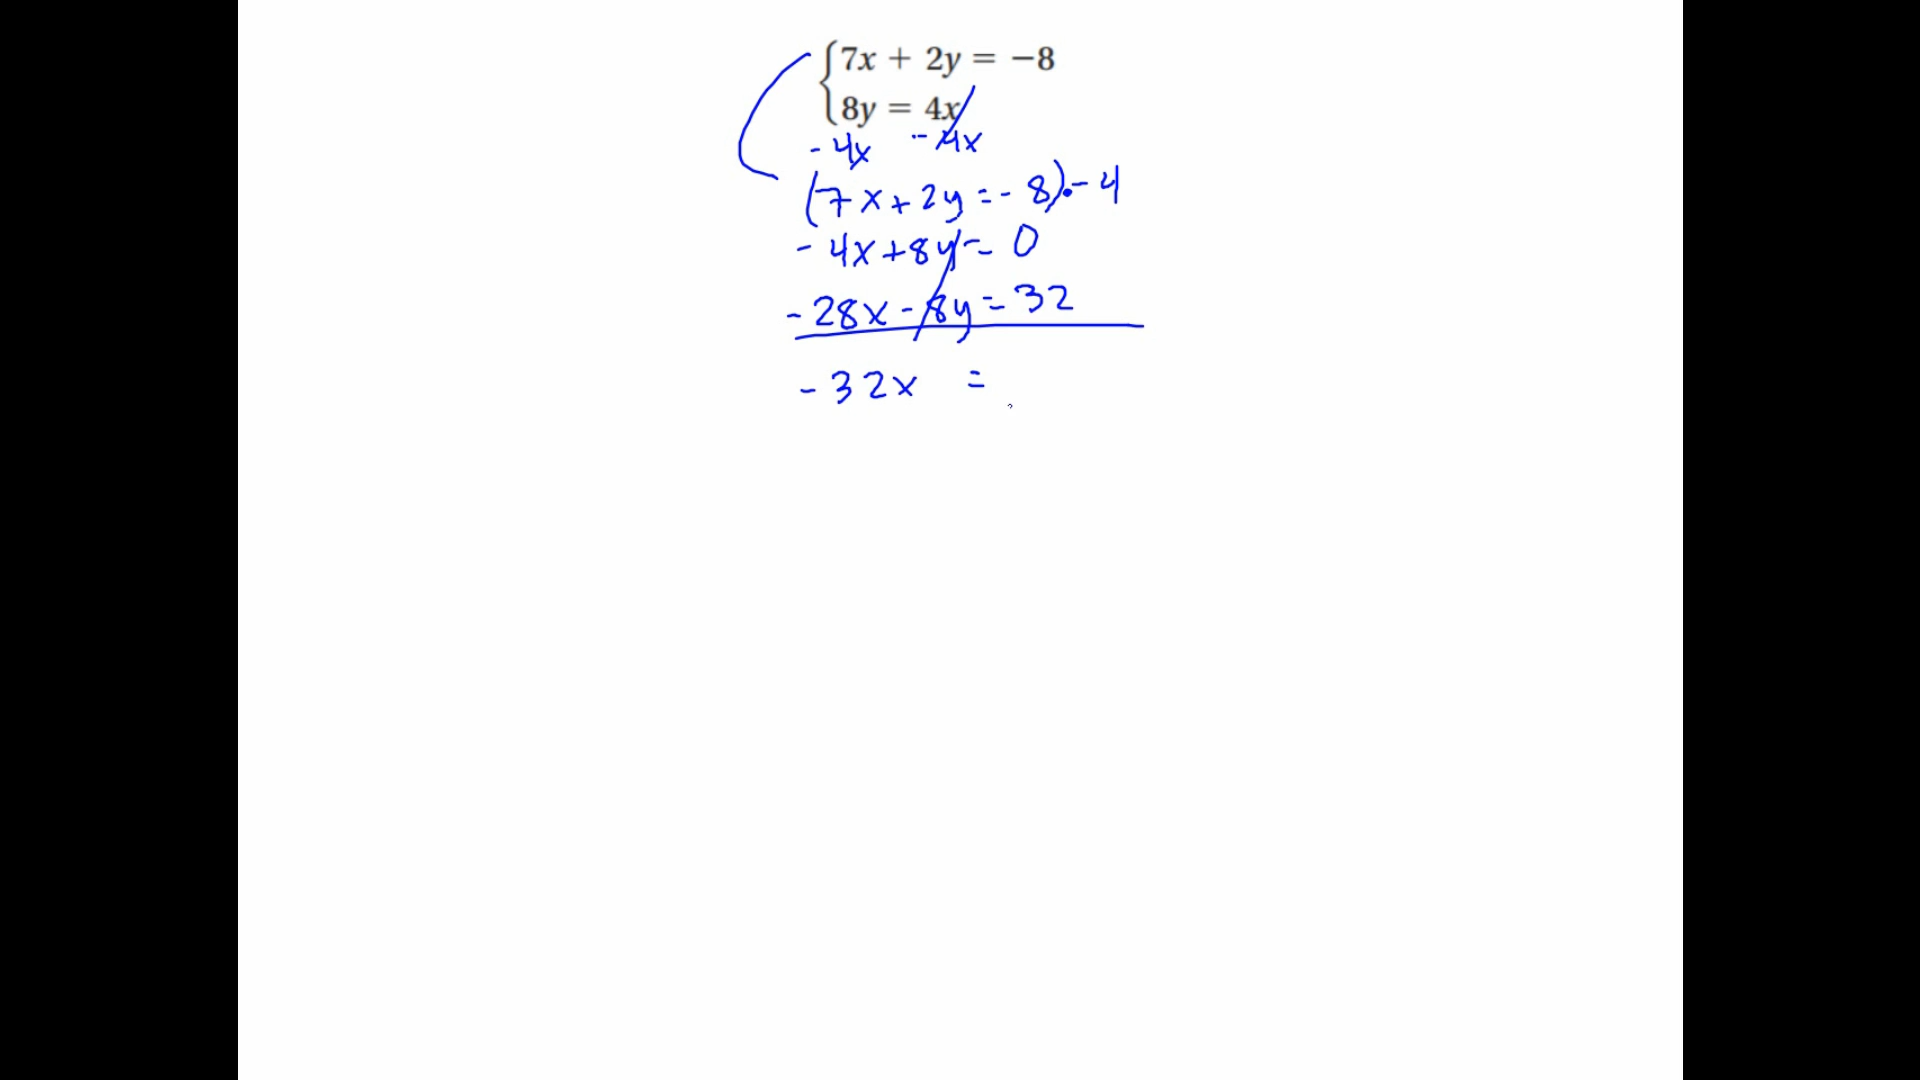 7x + 2y = −8
8y = 4x
-4x -4x
(7x+2y=-8)·-4
-4x+8y=0
-28x-8y=32
-32x =